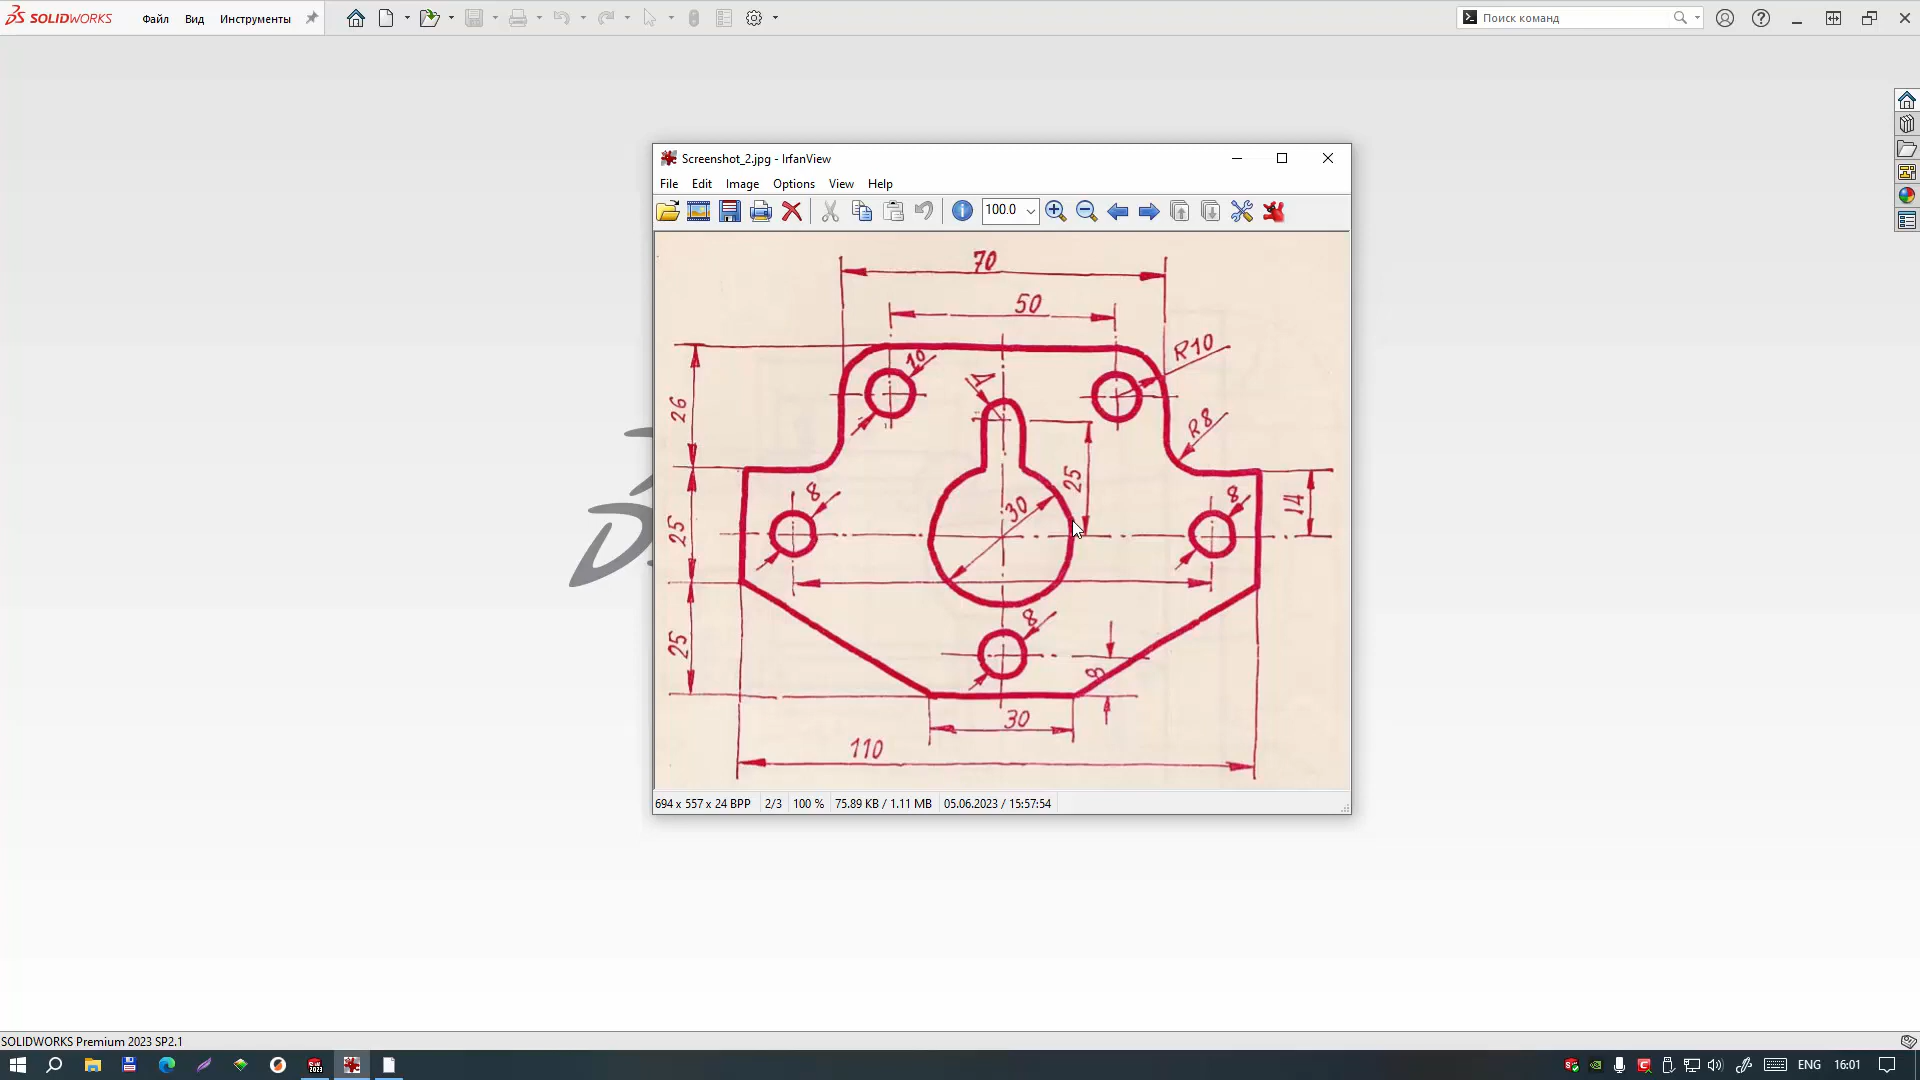 SOLIDWORKS
Файл
Вид
Инструменты
Поиск команд
Screenshot_2.jpg - IrfanView
File
Edit
Image
Options
View
Help
100.0
70
50
10
R10
26
R8
25
8
30
8
14
25
8
25
8
30
110
694 x 557 x 24 BPP
2/3
100 %
75.89 KB / 1.11 MB
05.06.2023 / 15:57:54
SOLIDWORKS Premium 2023 SP2.1
ENG
16:01